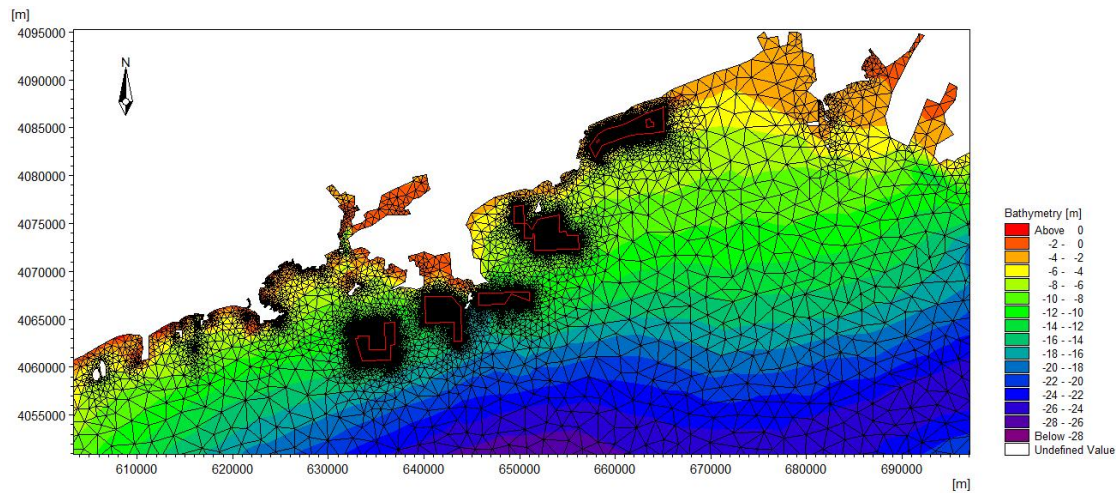 [m]
4095000
N
4090000
4085000
4080000
4075000
4070000
4065000
4060000
4055000
610000 620000 630000 640000 650000 660000 670000 680000 690000
[m]
Bathymetry [m]
Above 0
-2 - 0
-4 - -2
-6 - -4
-8 - -6
-10 - -8
-12 - -10
-14 - -12
-16 - -14
-18 - -16
-20 - -18
-22 - -20
-24 - -22
-26 - -24
-28 - -26
Below -28
Undefined Value